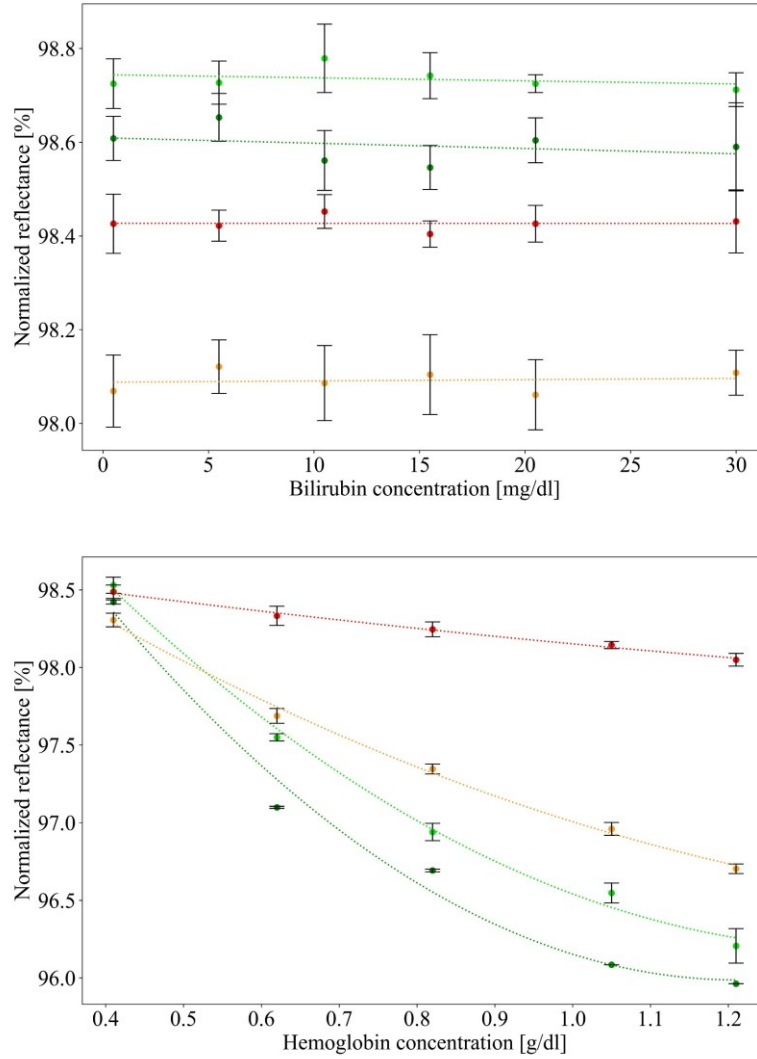 98.8
98.6
98.4
98.2
98.0
Normalized reflectance [%]
0 5 10 15 20 25 30
Bilirubin concentration [mg/dl]
98.5
98.0
97.5
97.0
96.5
96.0
Normalized reflectance [%]
0.4 0.5 0.6 0.7 0.8 0.9 1.0 1.1 1.2
Hemoglobin concentration [g/dl]